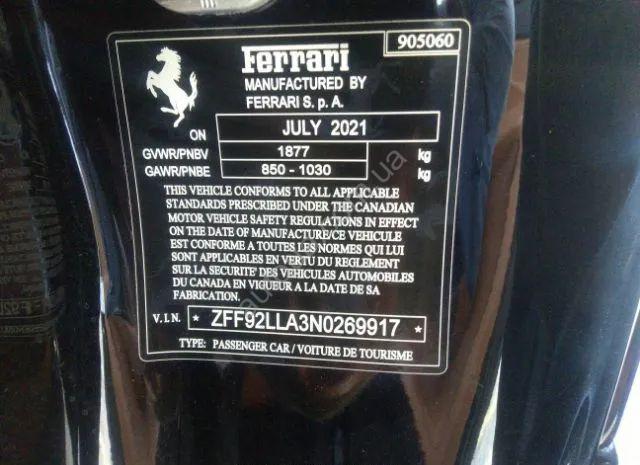 905060
Ferrari
MANUFACTURED BY
FERRARI S.p.A.
ON JULY 2021
GVWR/PNBV 1877 kg
GAWR/PNBE 850 - 1030 kg
THIS VEHICLE CONFORMS TO ALL APPLICABLE
STANDARDS PRESCRIBED UNDER THE CANADIAN
MOTOR VEHICLE SAFETY REGULATIONS IN EFFECT
ON THE DATE OF MANUFACTURE/CE VEHICULE
EST CONFORME A TOUTES LES NORMES QUI LUI
SONT APPLICABLES EN VERTU DU REGLEMENT
SUR LA SECURITE' DES VEHICULES AUTOMOBILES
DU CANADA EN VIGUEUR A LA DATE DE SA
FABRICATION
V.I.N. * ZFF92LLA3N0269917 *
TYPE: PASSENGER CAR / VOITURE DE TOURISME